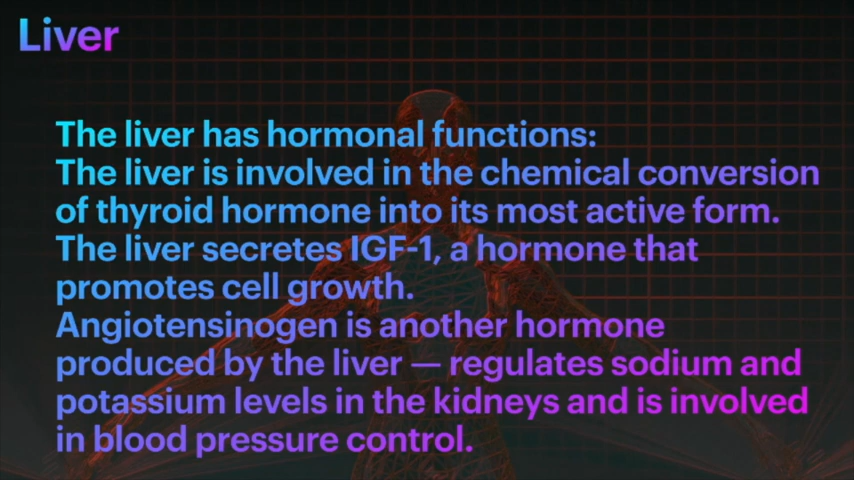 Liver
The liver has hormonal functions:
The liver is involved in the chemical conversion
of thyroid hormone into its most active form.
The liver secretes IGF-1, a hormone that
promotes cell growth.
Angiotensinogen is another hormone
produced by the liver — regulates sodium and
potassium levels in the kidneys and is involved
in blood pressure control.